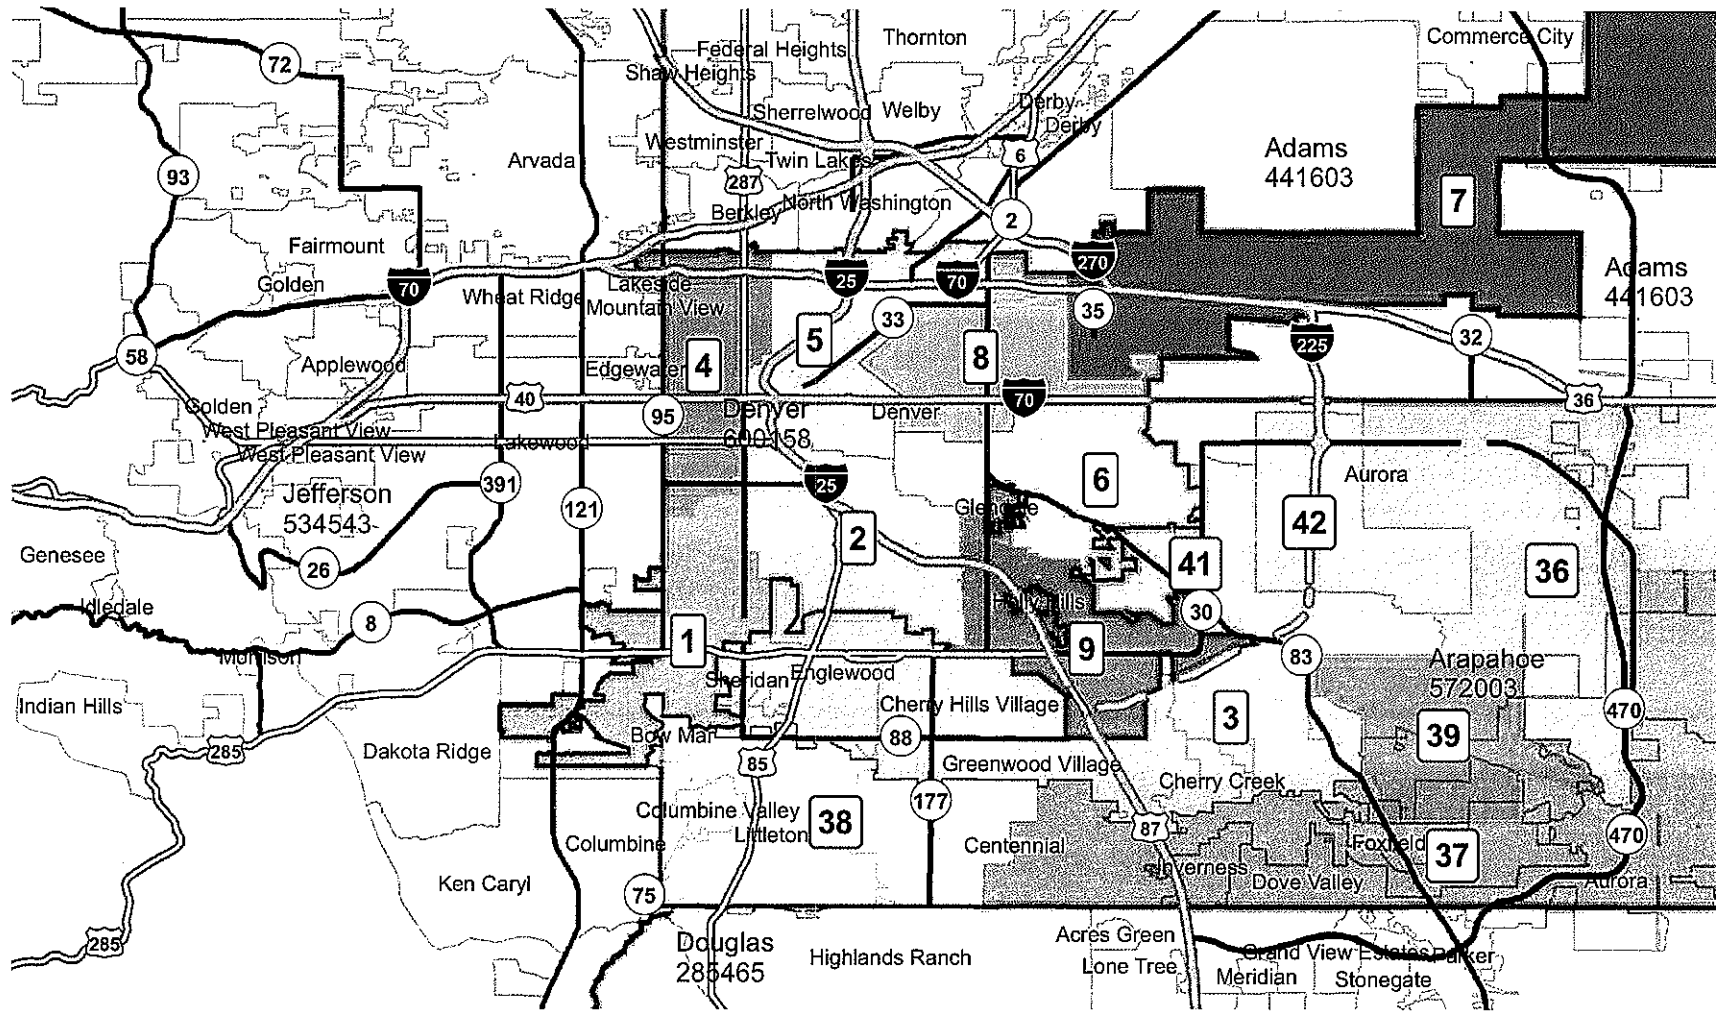 Federal Heights
Thornton
Commerce City
72
Shaw Heights
Sherrelwood
Welby
Derby
Derby
Westminster
Arvada
Twin Lakes
6
Adams
441603
93
287
7
North Washington
Berkley
2
Fairmount
270
Golden
70
Wheat Ridge
Lakeside
25
70
Adams
441603
Mountain View
33
35
5
32
58
4
8
225
Applewood
Edgewater
40
70
36
Golden
95
Denver
600158
Denver
West Pleasant View
Lakewood
West Pleasant View
6
Aurora
391
25
Jefferson
534543
121
Glendale
42
2
Genesee
26
41
36
Idledale
8
Holly Hills
30
1
9
83
Morrison
Sheridan
Englewood
Arapahoe
572003
Indian Hills
Cherry Hills Village
3
470
285
Dakota Ridge
Bow Mar
88
39
85
Greenwood Village
Cherry Creek
177
Columbine Valley
38
87
470
Littleton
Columbine
Centennial
Foxfield
37
Inverness
Ken Caryl
Dove Valley
Aurora
75
285
Douglas
285465
Highlands Ranch
Acres Green
Grand View Estates
Parker
Lone Tree
Meridian
Stonegate